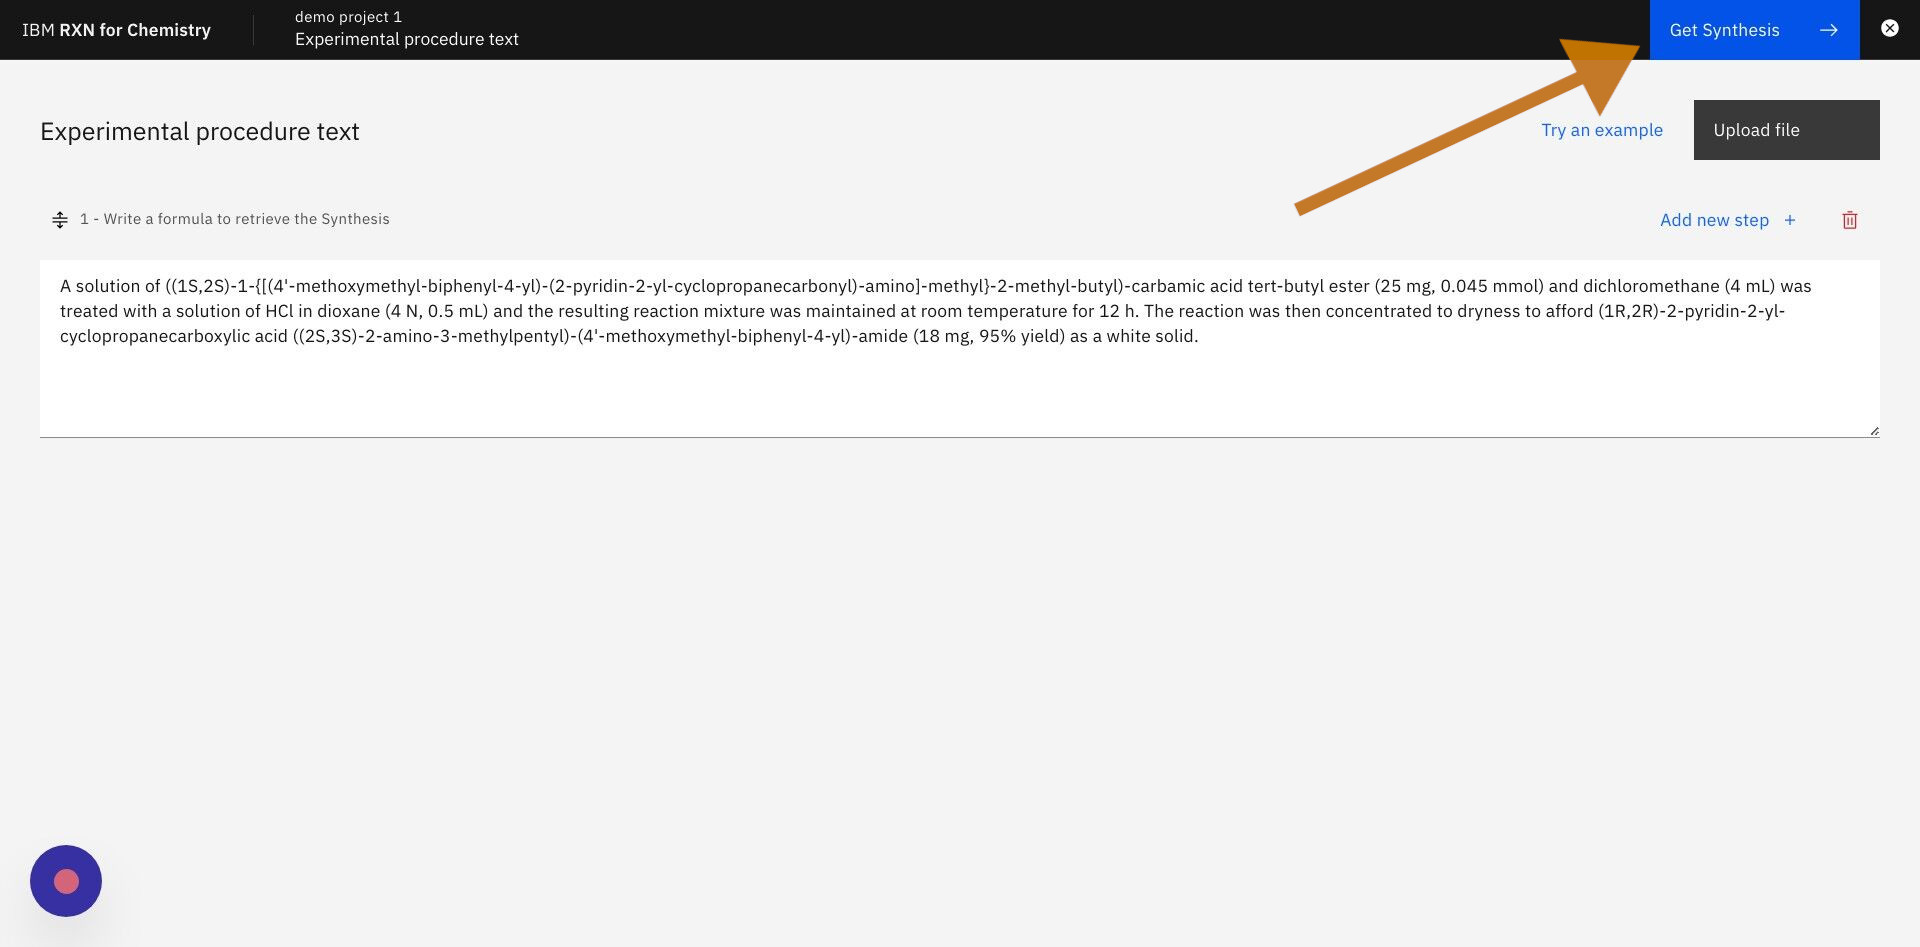 IBM RXN for Chemistry
demo project 1
Experimental procedure text
Get Synthesis
Experimental procedure text
Try an example
Upload file
1 - Write a formula to retrieve the Synthesis
Add new step +
A solution of ((1S,2S)-1-{[(4'-methoxymethyl-biphenyl-4-yl)-(2-pyridin-2-yl-cyclopropanecarbonyl)-amino]-methyl}-2-methyl-butyl)-carbamic acid tert-butyl ester (25 mg, 0.045 mmol) and dichloromethane (4 mL) was
treated with a solution of HCl in dioxane (4 N, 0.5 mL) and the resulting reaction mixture was maintained at room temperature for 12 h. The reaction was then concentrated to dryness to afford (1R,2R)-2-pyridin-2-yl-
cyclopropanecarboxylic acid ((2S,3S)-2-amino-3-methylpentyl)-(4'-methoxymethyl-biphenyl-4-yl)-amide (18 mg, 95% yield) as a white solid.